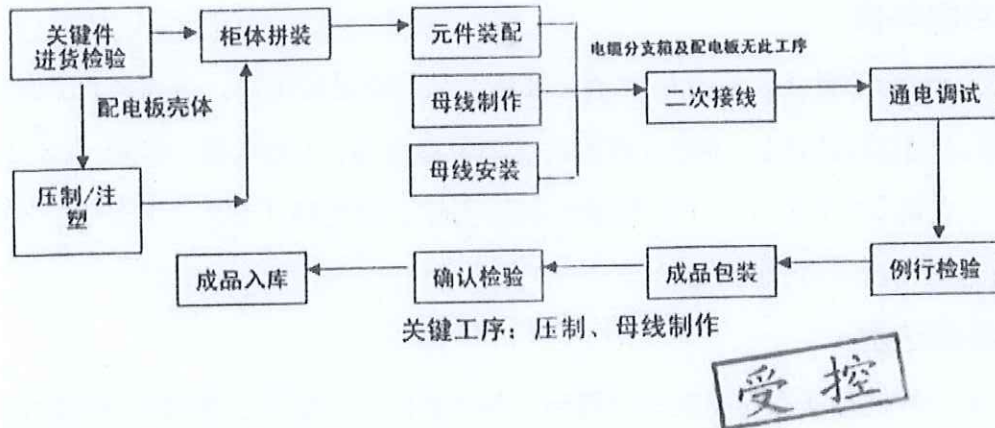 关键件
进货检验
柜体拼装
元件装配
电缆分支箱及配电板无此工序
配电板壳体
母线制作
二次接线
通电调试
母线安装
压制/注
塑
成品入库
确认检验
成品包装
例行检验
关键工序：压制、母线制作
受控